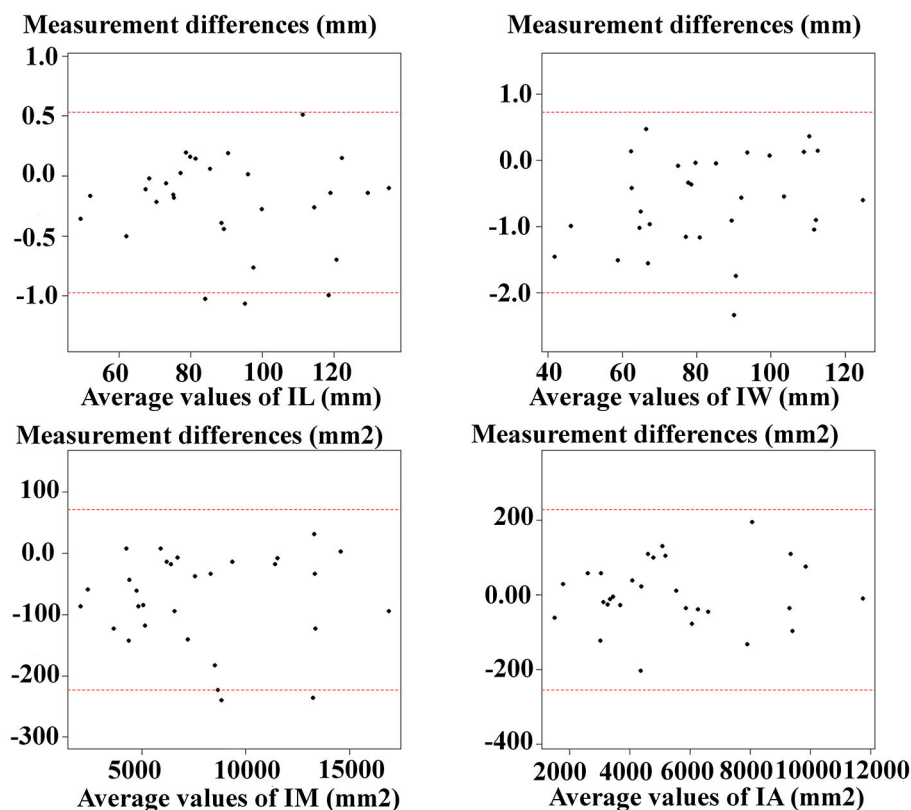 Measurement differences (mm)
1.0
0.5
0.0
-0.5
-1.0
60 80 100 120
Average values of IL (mm)
Measurement differences (mm)
1.0
0.0
-1.0
-2.0
40 60 80 100 120
Average values of IW (mm)
Measurement differences (mm2)
100
0.0
-100
-200
-300
5000 10000 15000
Average values of IM (mm2)
Measurement differences (mm2)
200
0.00
-200
-400
2000 4000 6000 8000 10000 12000
Average values of IA (mm2)